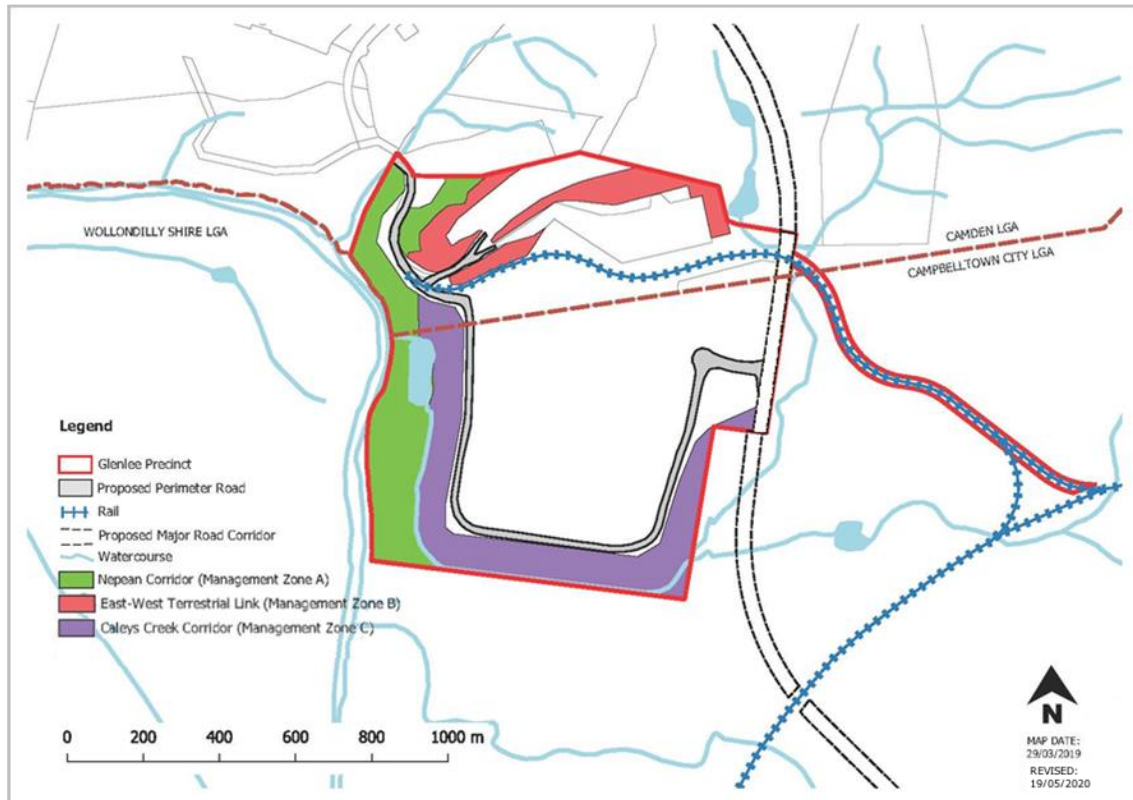 WOLLONDILLY SHIRE LGA
CAMDEN LGA
CAMPBELLTOWN CITY LGA
Legend
Glenlee Precinct
Proposed Perimeter Road
Rail
Proposed Major Road Corridor
Watercourse
Nepean Corridor (Management Zone A)
East-West Terrestrial Link (Management Zone B)
Caleys Creek Corridor (Management Zone C)
0 200 400 600 800 1000 m
N
MAP DATE:
29/03/2019
REVISED:
19/05/2020